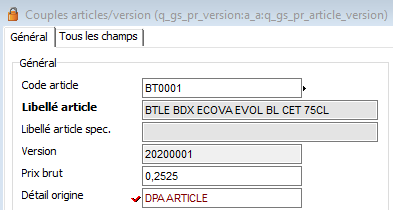 Couples articles/version (q_gs_pr_version:a_a:q_gs_pr_article_version)
Général Tous les champs
Général
Code article BT0001
Libellé article BTLE BDX ECOVA EVOL BL CET 75CL
Libellé article spec.
Version 20200001
Prix brut 0,2525
Détail origine DPA ARTICLE